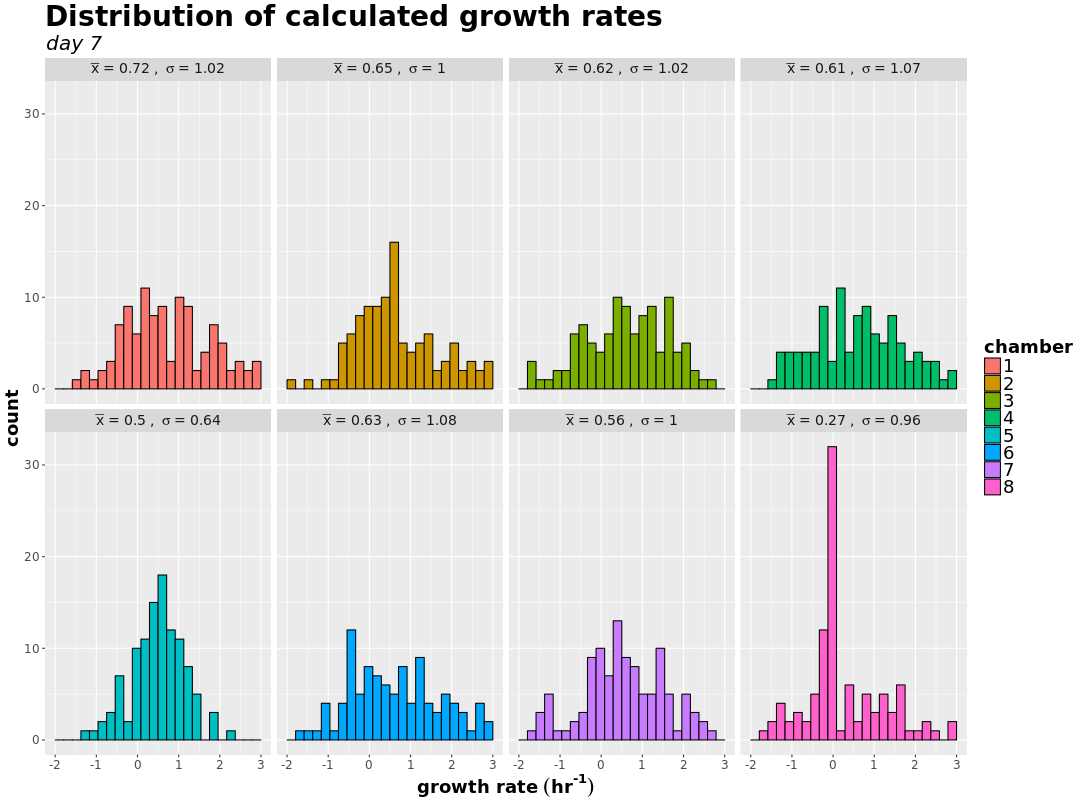 Distribution of calculated growth rates
day 7
x̅ = 0.72 , σ = 1.02
x̅ = 0.65 , σ = 1
x̅ = 0.62 , σ = 1.02
x̅ = 0.61 , σ = 1.07
30
20
10
0
x̅ = 0.5 , σ = 0.64
x̅ = 0.63 , σ = 1.08
x̅ = 0.56 , σ = 1
x̅ = 0.27 , σ = 0.96
30
20
10
0
-2 -1 0 1 2 3
-2 -1 0 1 2 3
-2 -1 0 1 2 3
-2 -1 0 1 2 3
growth rate (hr⁻¹)
count
chamber
1
2
3
4
5
6
7
8